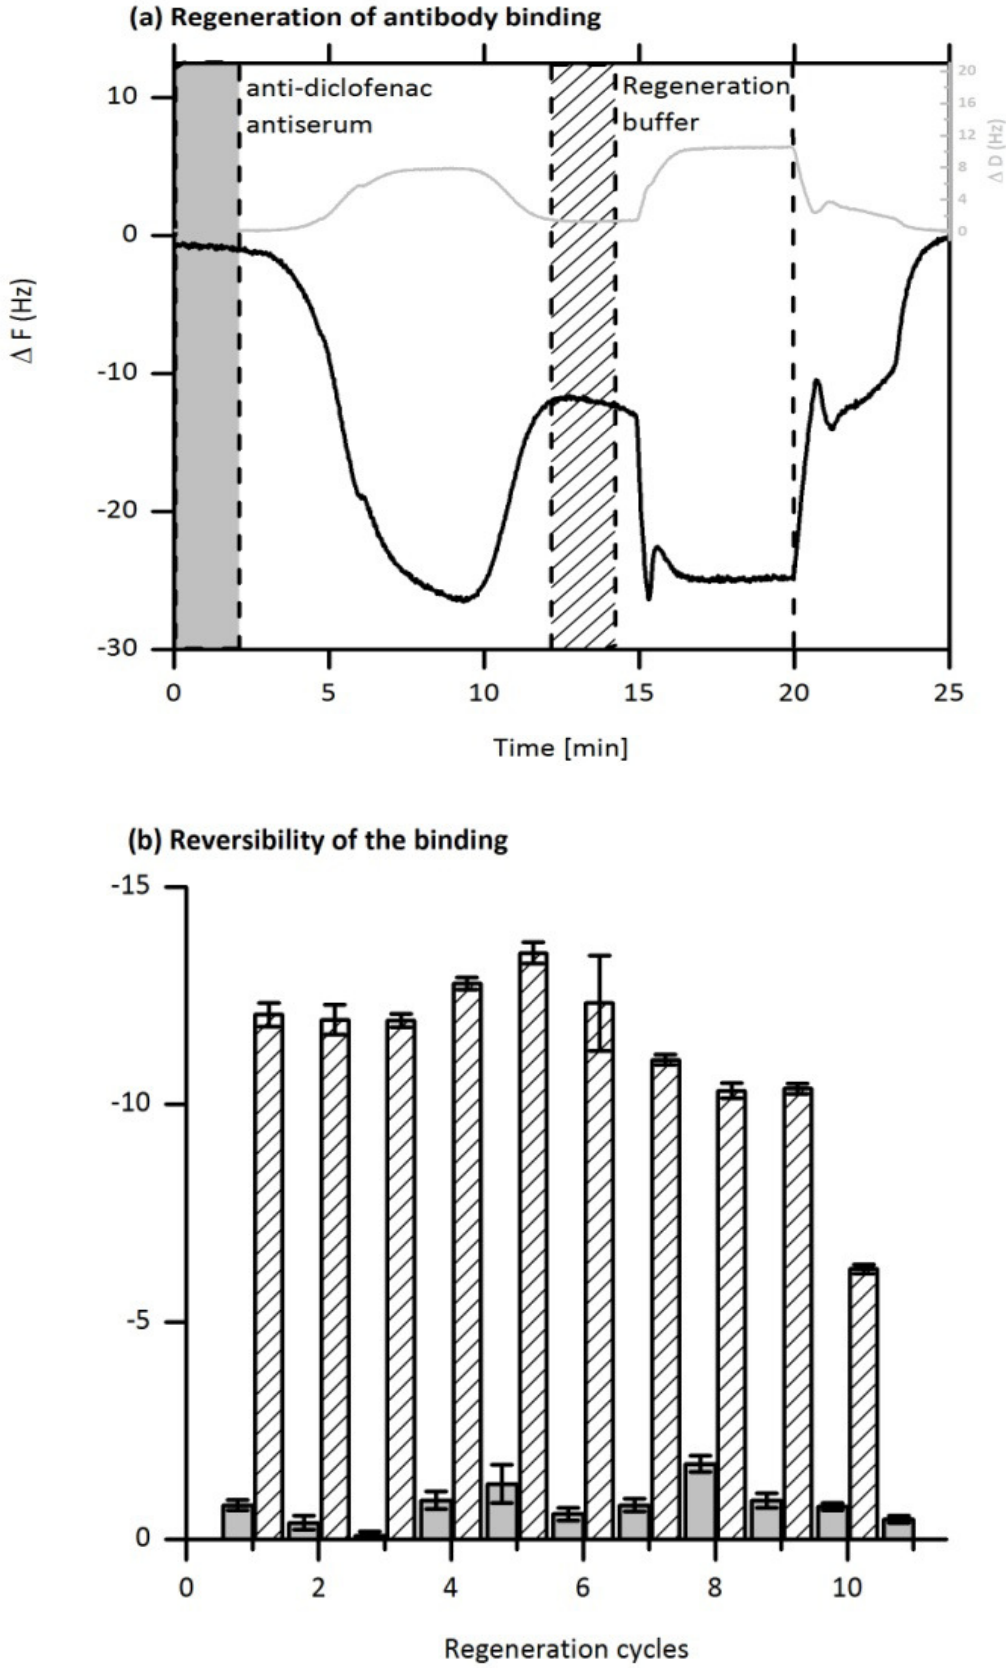 (a) Regeneration of antibody binding
anti-diclofenac
antiserum
Regeneration
buffer
10
0
-10
-20
-30
Δ F (Hz)
20
16
12
8
4
0
Δ D (Hz)
0 5 10 15 20 25
Time [min]
(b) Reversibility of the binding
-15
-10
-5
0
0 2 4 6 8 10
Regeneration cycles